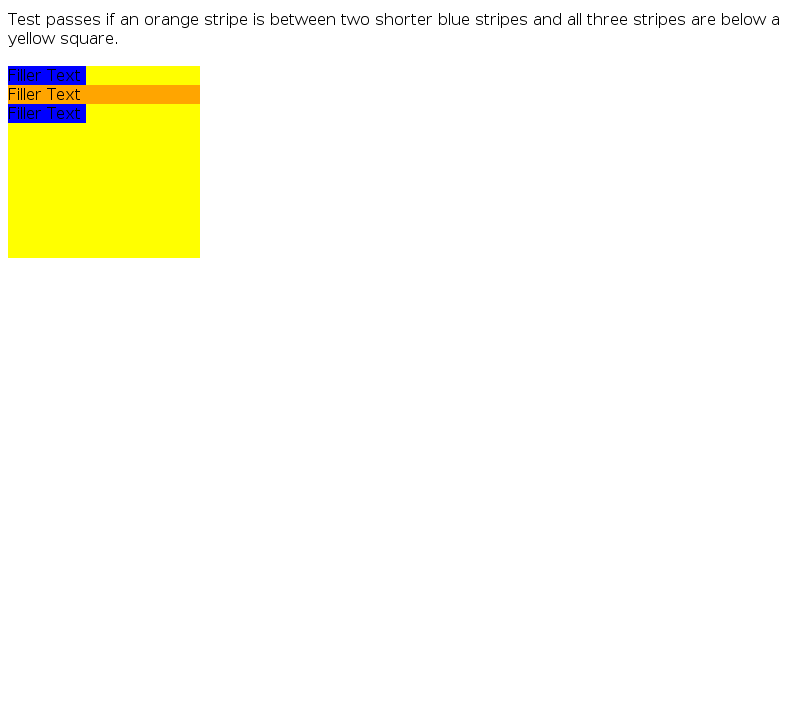 Test passes if an orange stripe is between two shorter blue stripes and all three stripes are below a
yellow square.
Filler Text
Filler Text
Filler Text